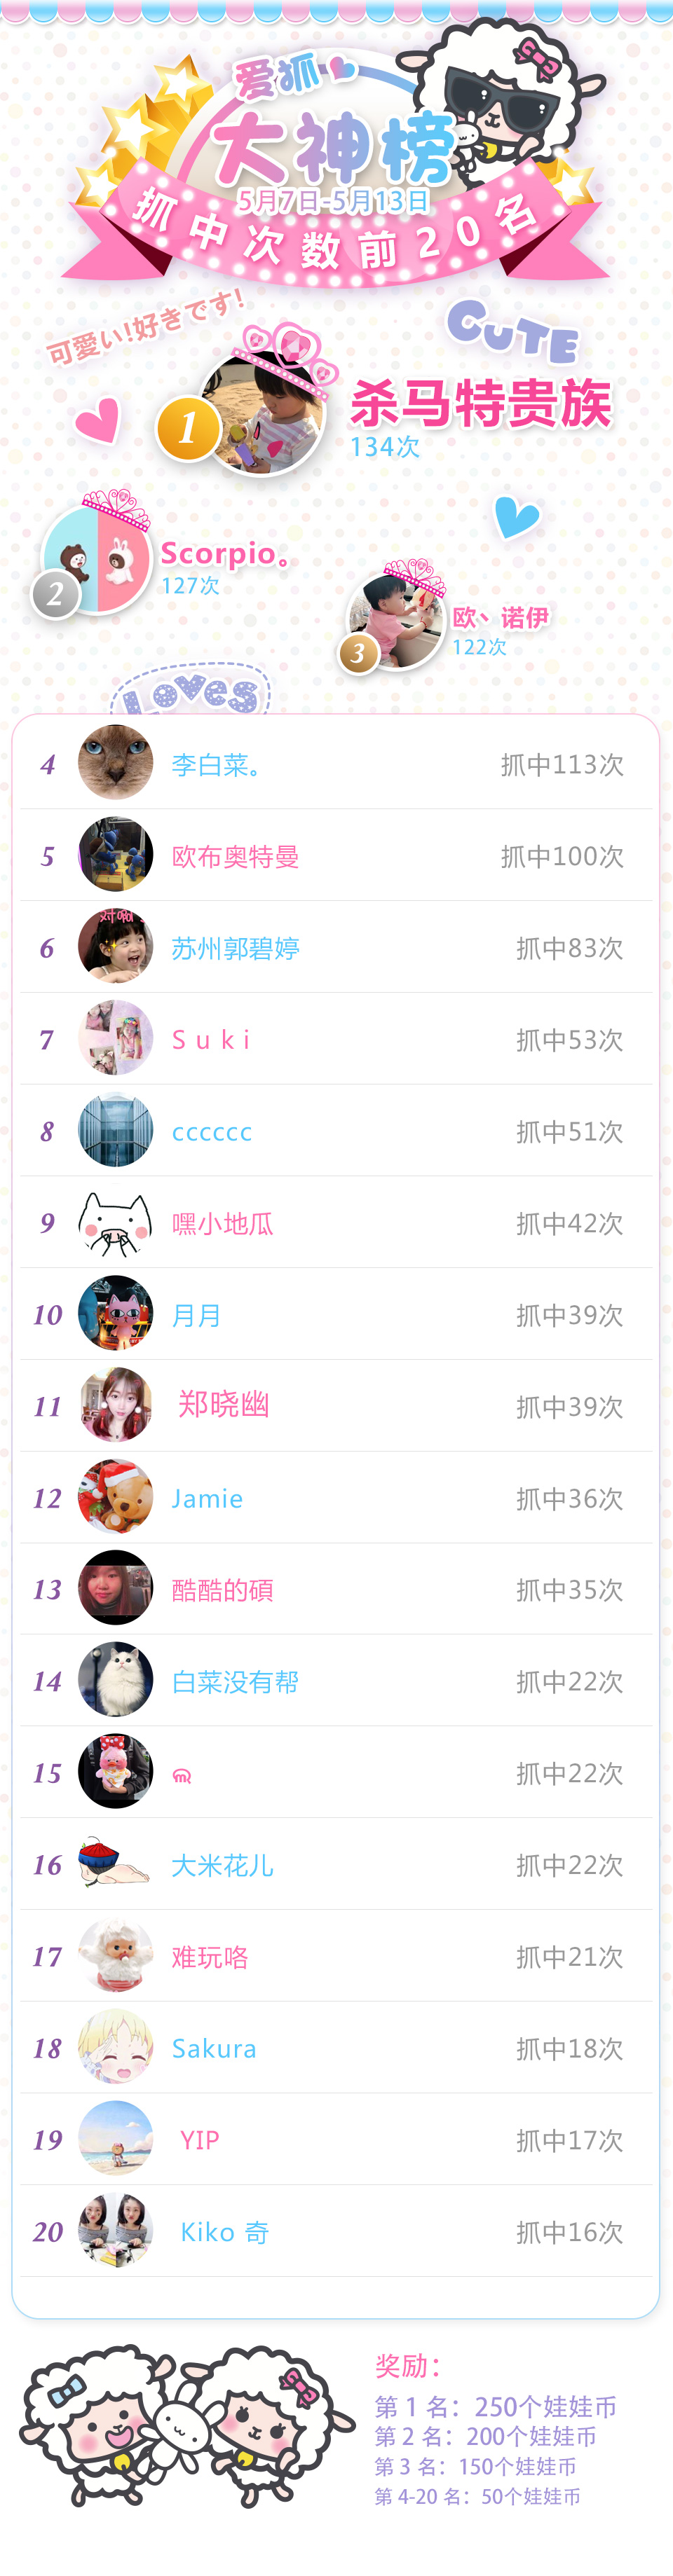 爱抓
大神榜
5月7日-5月13日
抓中次数前20名
可愛い!好きです!
CUTE
1
杀马特贵族
134次
2
Scorpio。
127次
3
欧、诺伊
122次
Loves
4 李白菜。 抓中113次
5 欧布奥特曼 抓中100次
6 苏州郭碧婷 抓中83次
7 S u k i 抓中53次
8 cccccc 抓中51次
9 嘿小地瓜 抓中42次
10 月月 抓中39次
11 郑晓幽 抓中39次
12 Jamie 抓中36次
13 酷酷的碩 抓中35次
14 白菜没有帮 抓中22次
15 抓中22次
16 大米花儿 抓中22次
17 难玩咯 抓中21次
18 Sakura 抓中18次
19 YIP 抓中17次
20 Kiko 奇 抓中16次
奖励：
第 1 名：250个娃娃币
第 2 名：200个娃娃币
第 3 名：150个娃娃币
第 4-20 名：50个娃娃币